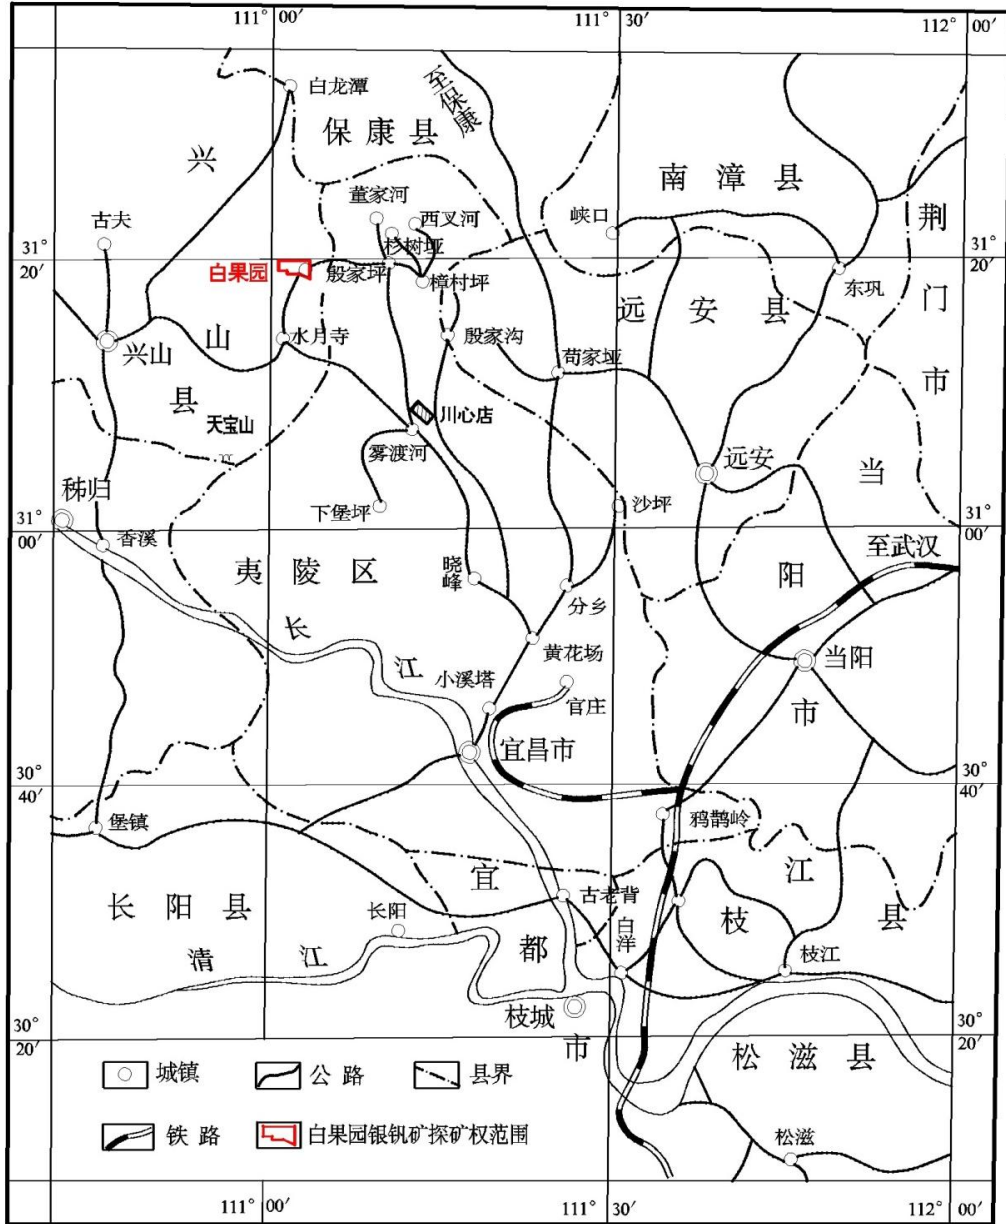 111° 00′
111° 30′
112° 00′
白龙潭
至保康
保康县
兴
南漳县
荆
董家河
西叉河
峡口
古夫
杉树垭
31°
20′
31°
20′
白果园
殷家坪
樟村坪
东巩
门
远安县
山
水月寺
殷家沟
兴山
苟家垭
市
县
天宝山
川心店
雾渡河
远安
当
秭归
下堡坪
沙坪
31°
00′
31°
00′
香溪
至武汉
夷陵区
晓峰
阳
分乡
长
黄花场
当阳
江
小溪塔
官庄
市
宜昌市
30°
40′
30°
40′
堡镇
鸦鹊岭
宜
江
古老背
长阳县
长阳
白洋
枝
县
都
清
江
枝江
枝城
30°
20′
30°
20′
市
松滋县
城镇
公路
县界
铁路
白果园银钒矿探矿权范围
松滋
111° 00′
111° 30′
112° 00′